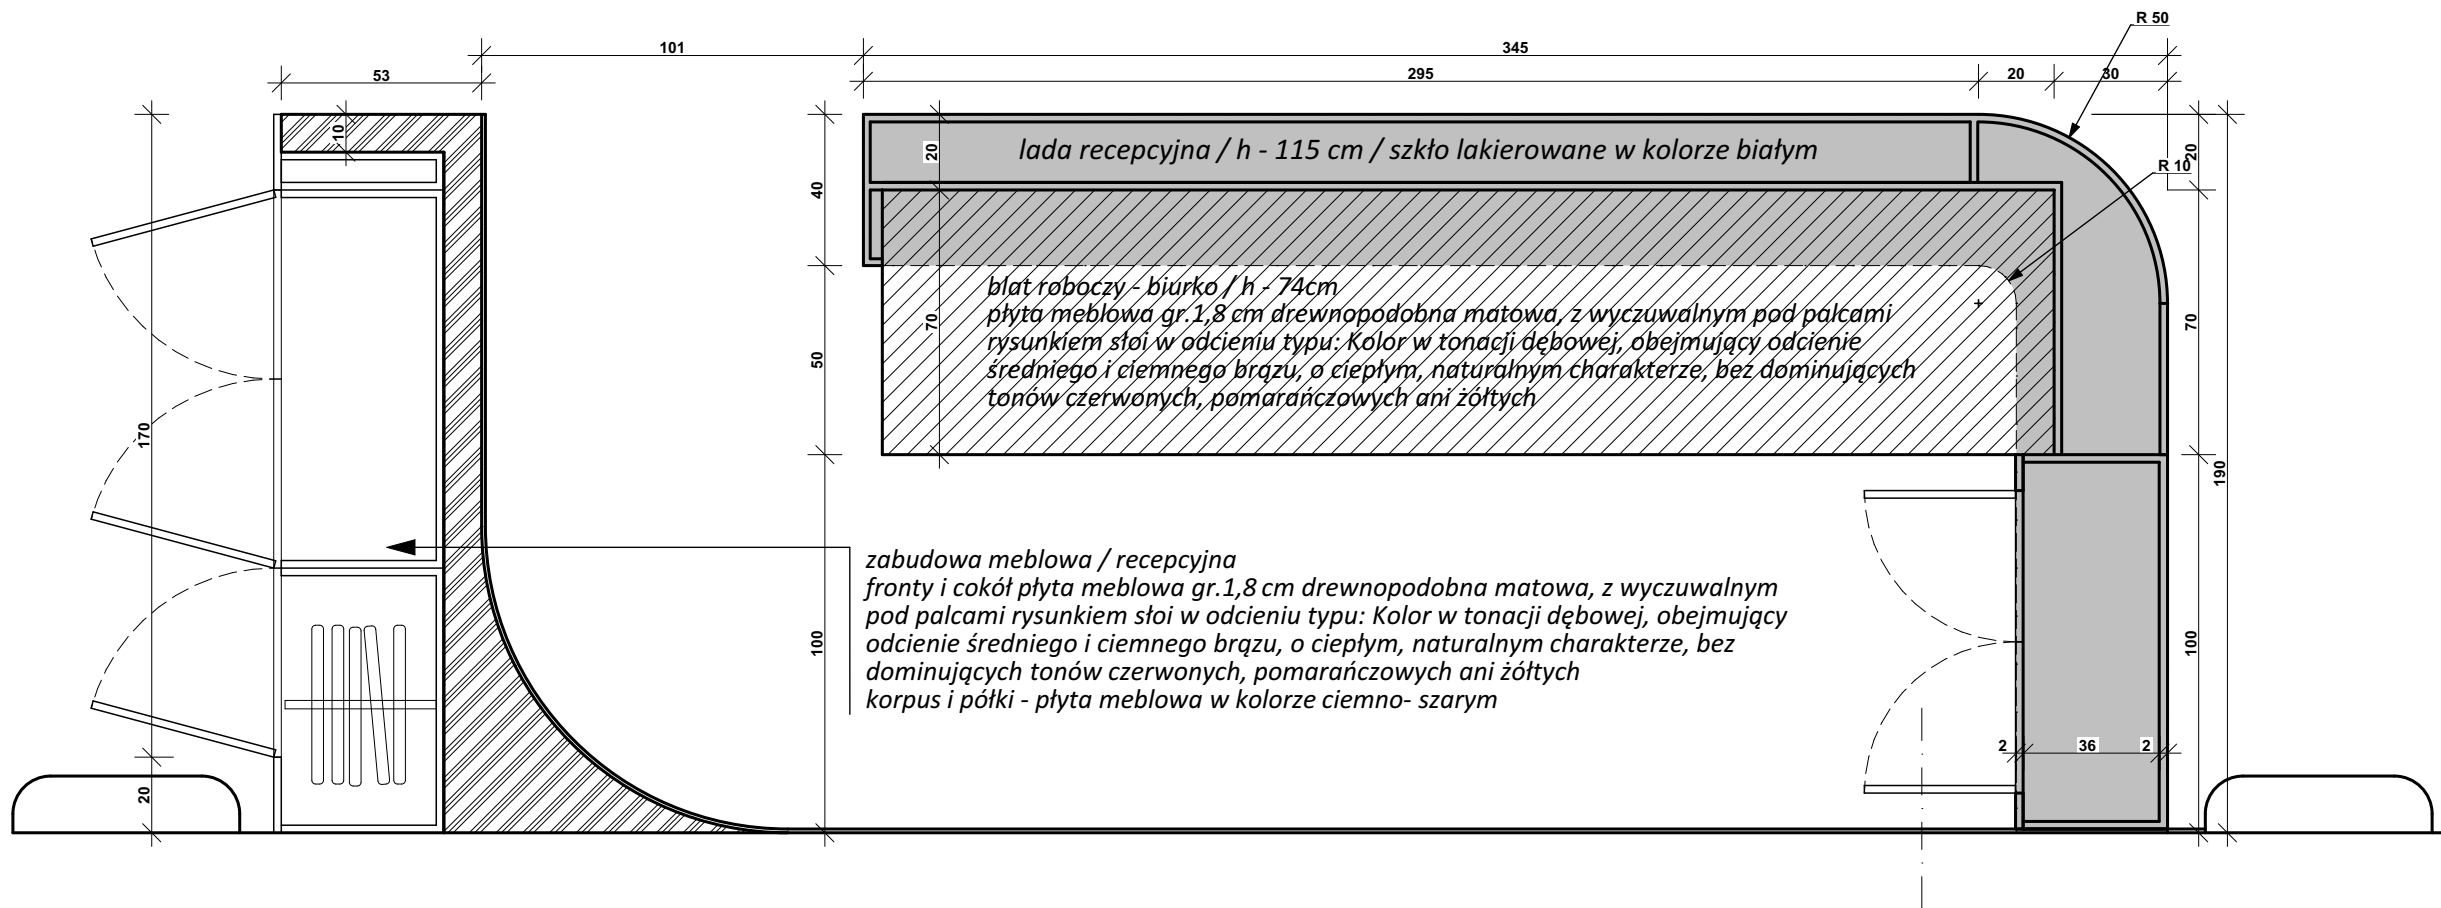 R 50
101
345
53
295
20
30
10
20
lada recepcyjna / h - 115 cm / szkło lakierowane w kolorze białym
20
R 10
40
blat roboczy - biurko / h - 74cm
płyta meblowa gr.1,8 cm drewnopodobna matowa, z wyczuwalnym pod palcami
rysunkiem słoi w odcieniu typu: Kolor w tonacji dębowej, obejmujący odcienie
średniego i ciemnego brązu, o ciepłym, naturalnym charakterze, bez dominujących
tonów czerwonych, pomarańczowych ani żółtych
70
70
50
170
190
zabudowa meblowa / recepcyjna
fronty i cokół płyta meblowa gr.1,8 cm drewnopodobna matowa, z wyczuwalnym
pod palcami rysunkiem słoi w odcieniu typu: Kolor w tonacji dębowej, obejmujący
odcienie średniego i ciemnego brązu, o ciepłym, naturalnym charakterze, bez
dominujących tonów czerwonych, pomarańczowych ani żółtych
korpus i półki - płyta meblowa w kolorze ciemno- szarym
100
100
2
36
2
20